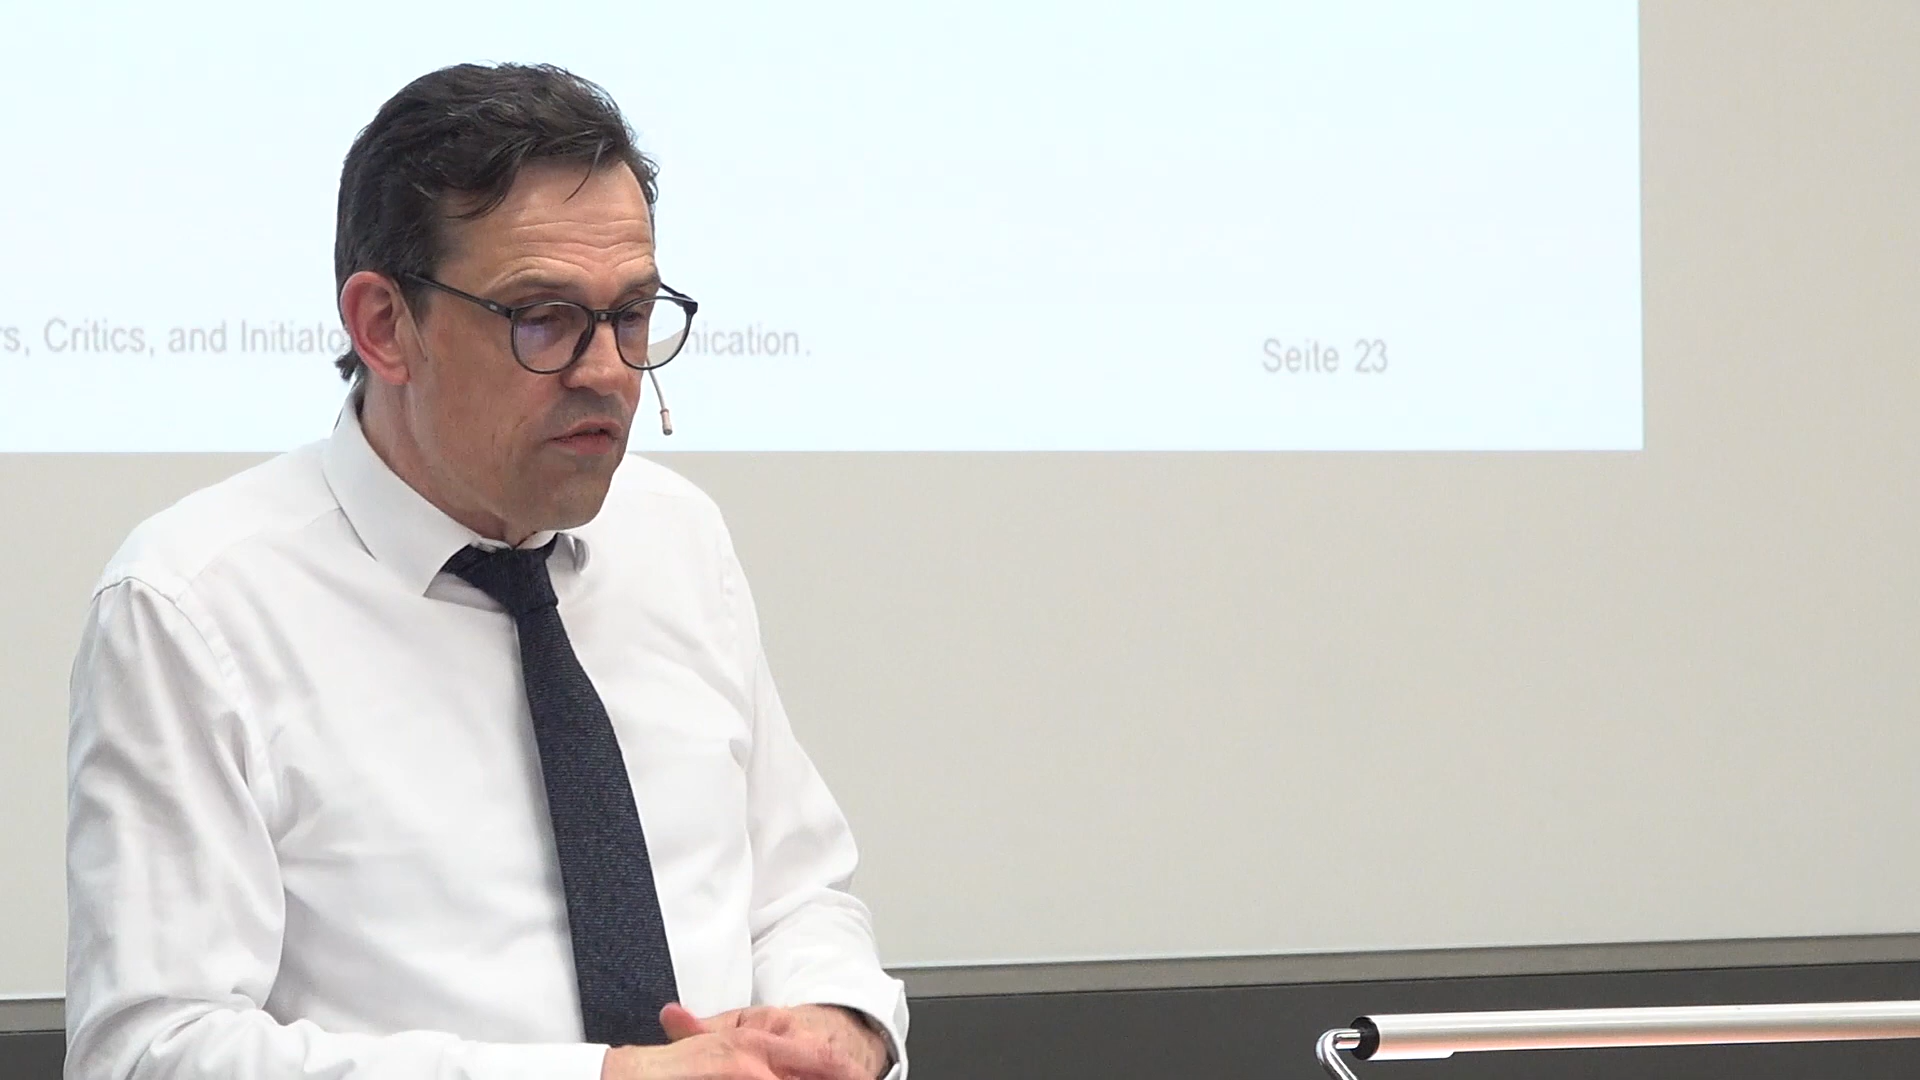 rs, Critics, and Initiato nication.
Seite 23